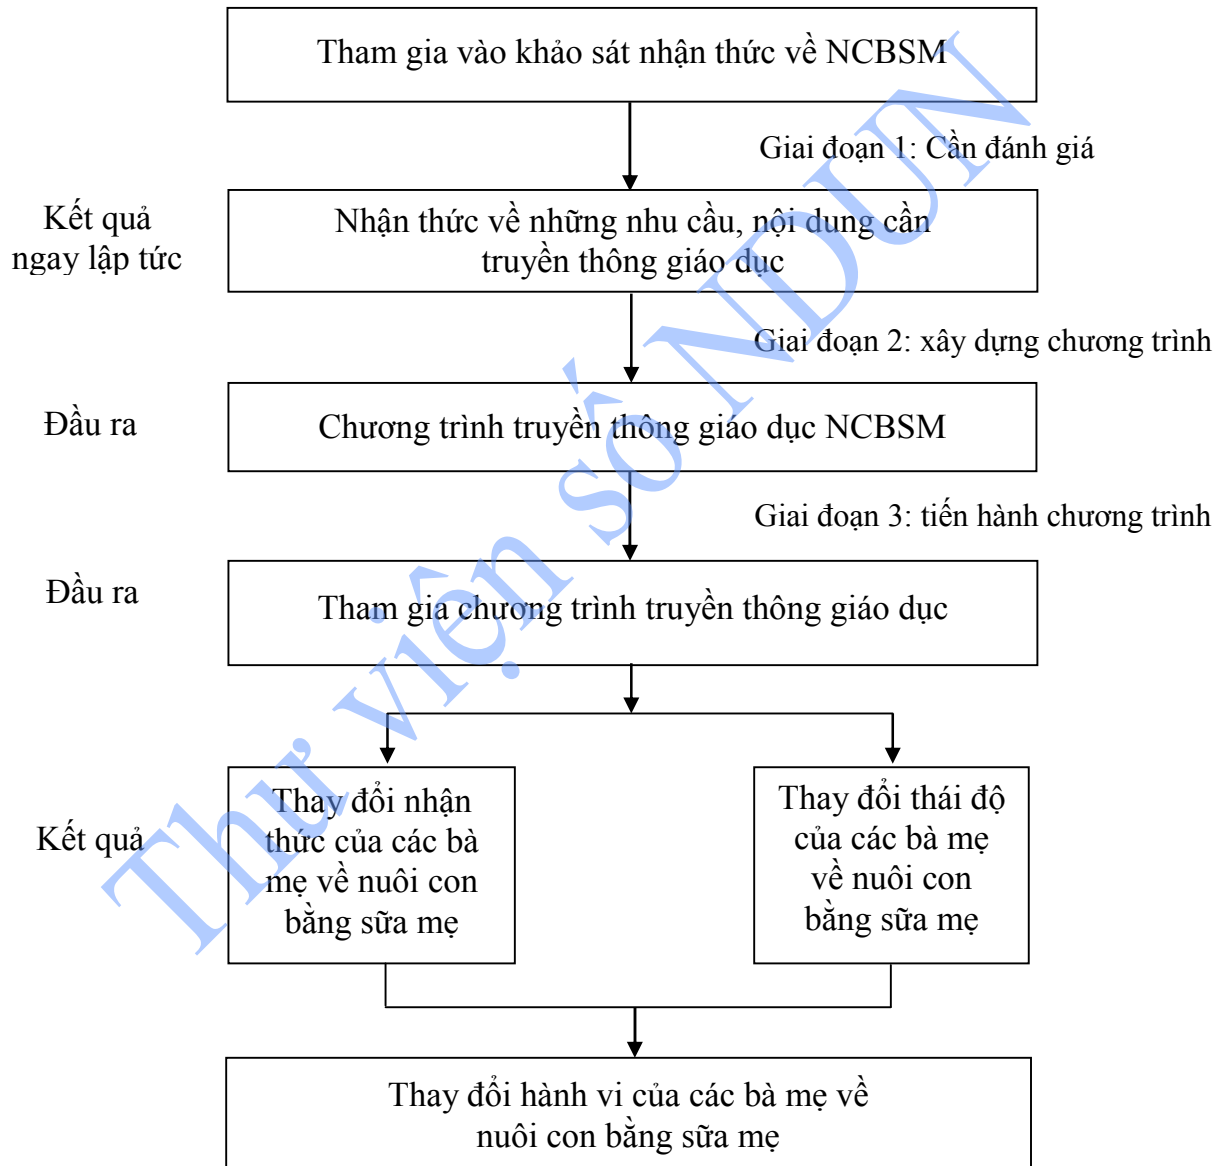 Tham gia vào khảo sát nhận thức về NCBSM
Giai đoạn 1: Cần đánh giá
Kết quả
ngay lập tức
Nhận thức về những nhu cầu, nội dung cần
truyền thông giáo dục
Giai đoạn 2: xây dựng chương trình
Đầu ra
Chương trình truyền thông giáo dục NCBSM
Giai đoạn 3: tiến hành chương trình
Đầu ra
Tham gia chương trình truyền thông giáo dục
Kết quả
Thay đổi nhận
thức của các bà
mẹ về nuôi con
bằng sữa mẹ
Thay đổi thái độ
của các bà mẹ
về nuôi con
bằng sữa mẹ
Thay đổi hành vi của các bà mẹ về
nuôi con bằng sữa mẹ
Thư viện số NDUN